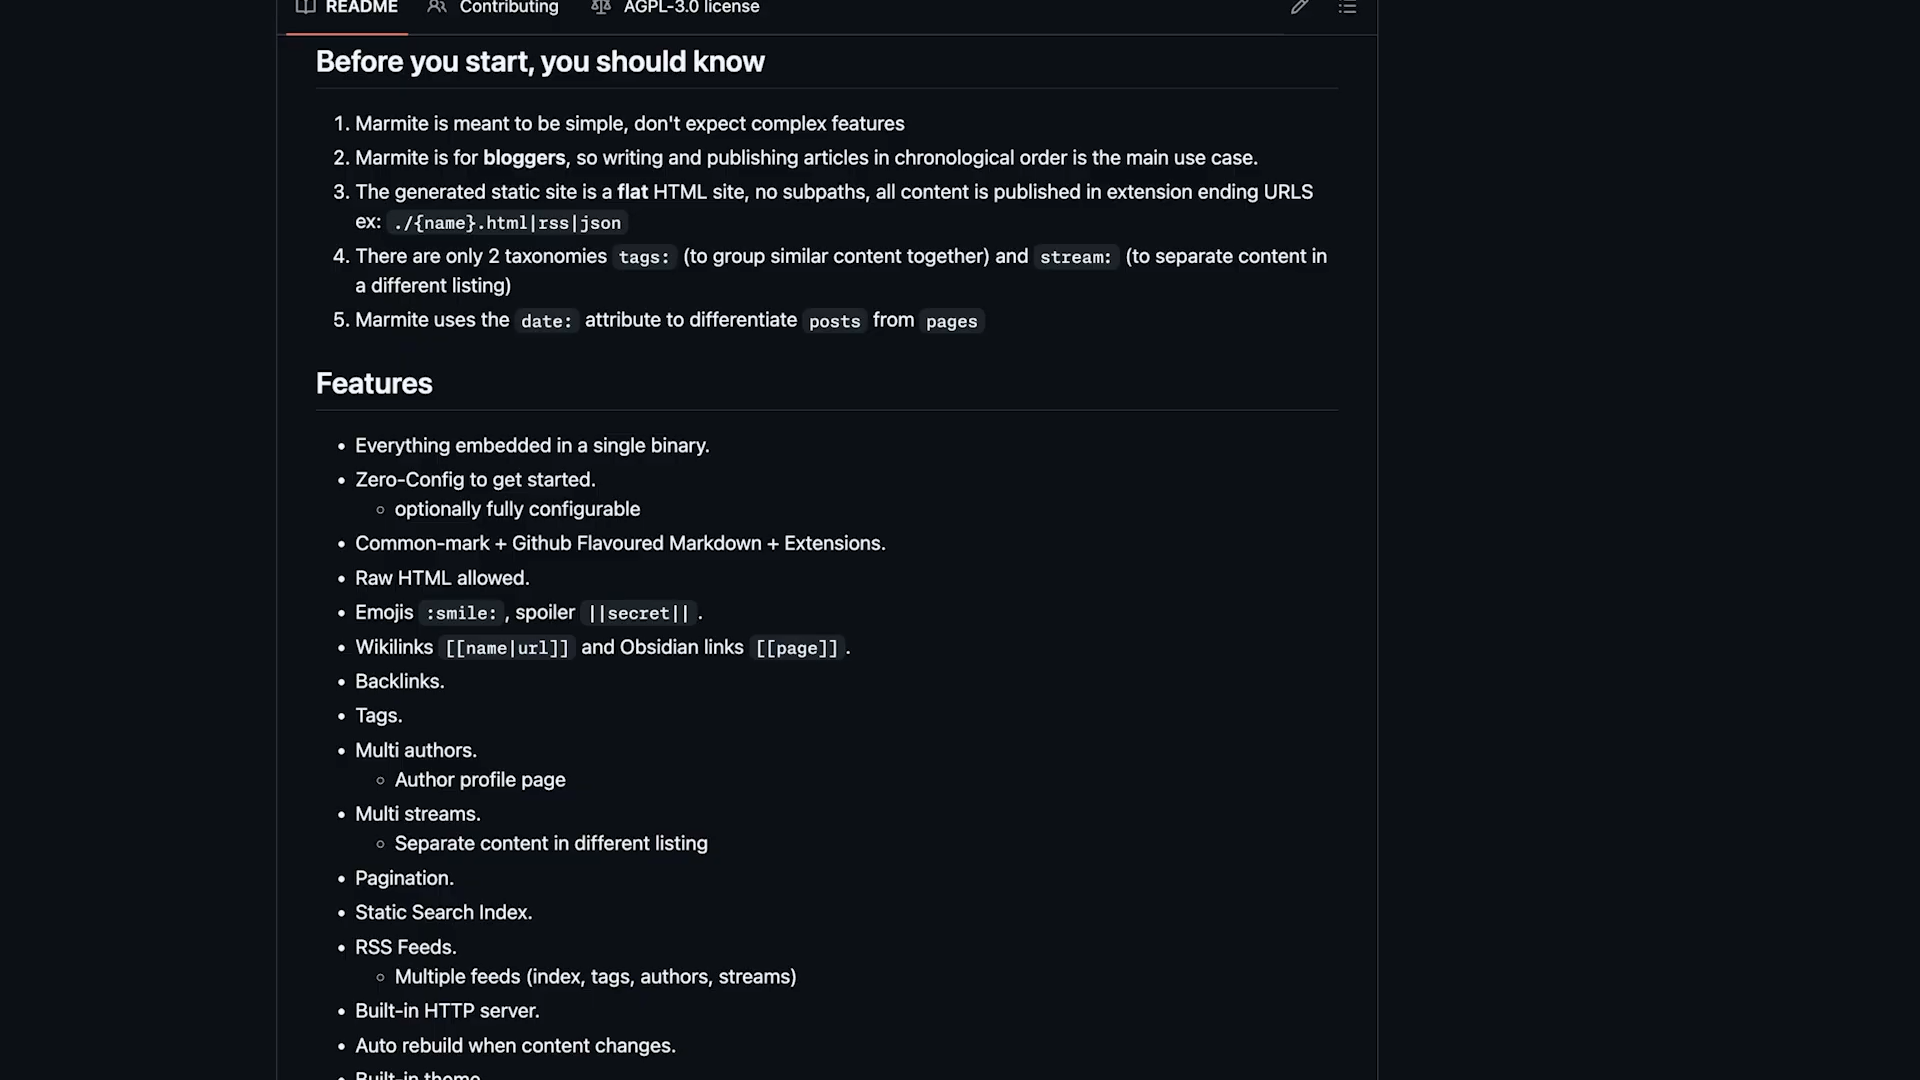 README Contributing AGPL-3.0 license
Before you start, you should know
1. Marmite is meant to be simple, don't expect complex features
2. Marmite is for bloggers, so writing and publishing articles in chronological order is the main use case.
3. The generated static site is a flat HTML site, no subpaths, all content is published in extension ending URLS
ex: ./{name}.html|rss|json
4. There are only 2 taxonomies tags: (to group similar content together) and stream: (to separate content in
a different listing)
5. Marmite uses the date: attribute to differentiate posts from pages
Features
• Everything embedded in a single binary.
• Zero-Config to get started.
◦ optionally fully configurable
• Common-mark + Github Flavoured Markdown + Extensions.
• Raw HTML allowed.
• Emojis :smile:, spoiler ||secret||.
• Wikilinks [[name|url]] and Obsidian links [[page]].
• Backlinks.
• Tags.
• Multi authors.
◦ Author profile page
• Multi streams.
◦ Separate content in different listing
• Pagination.
• Static Search Index.
• RSS Feeds.
◦ Multiple feeds (index, tags, authors, streams)
• Built-in HTTP server.
• Auto rebuild when content changes.
• Built-in theme